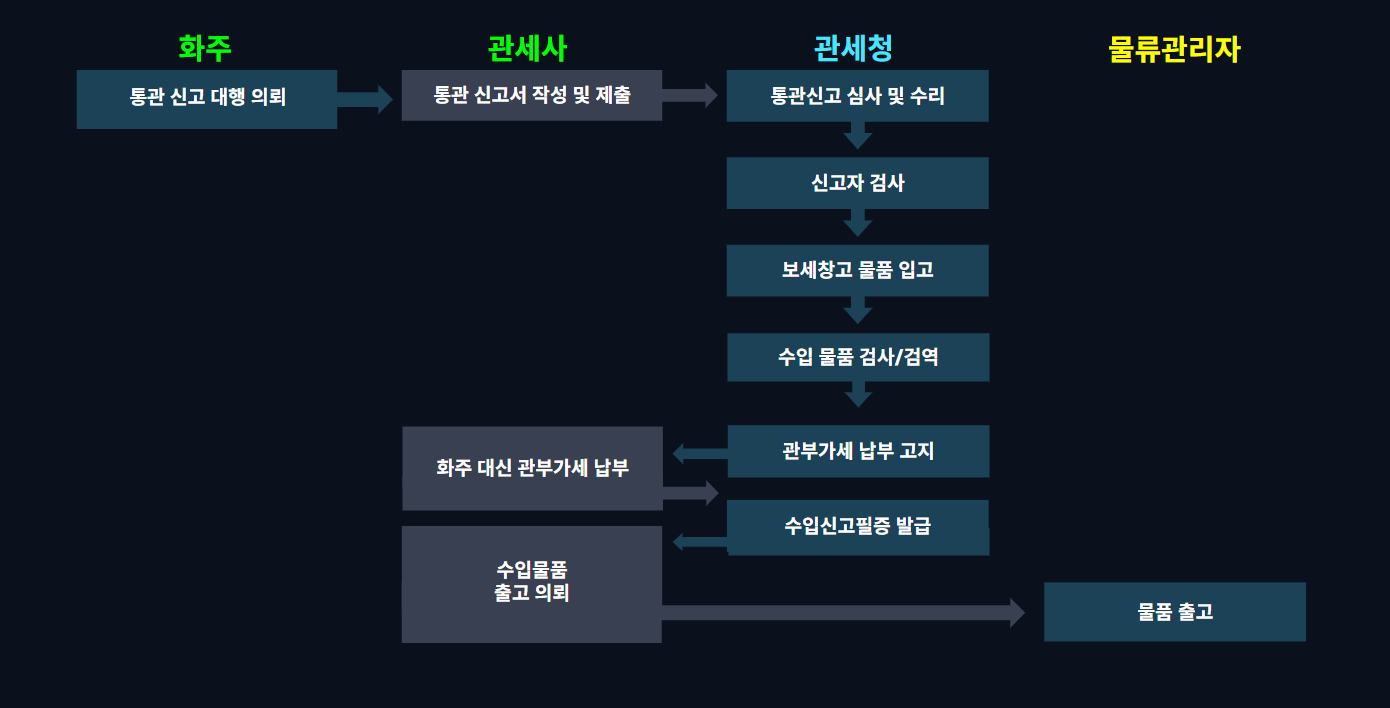 화주
관세사
관세청
물류관리자
통관 신고 대행 의뢰
통관 신고서 작성 및 제출
통관신고 심사 및 수리
신고자 검사
보세창고 물품 입고
수입 물품 검사/검역
관부가세 납부 고지
화주 대신 관부가세 납부
수입신고필증 발급
수입물품
출고 의뢰
물품 출고